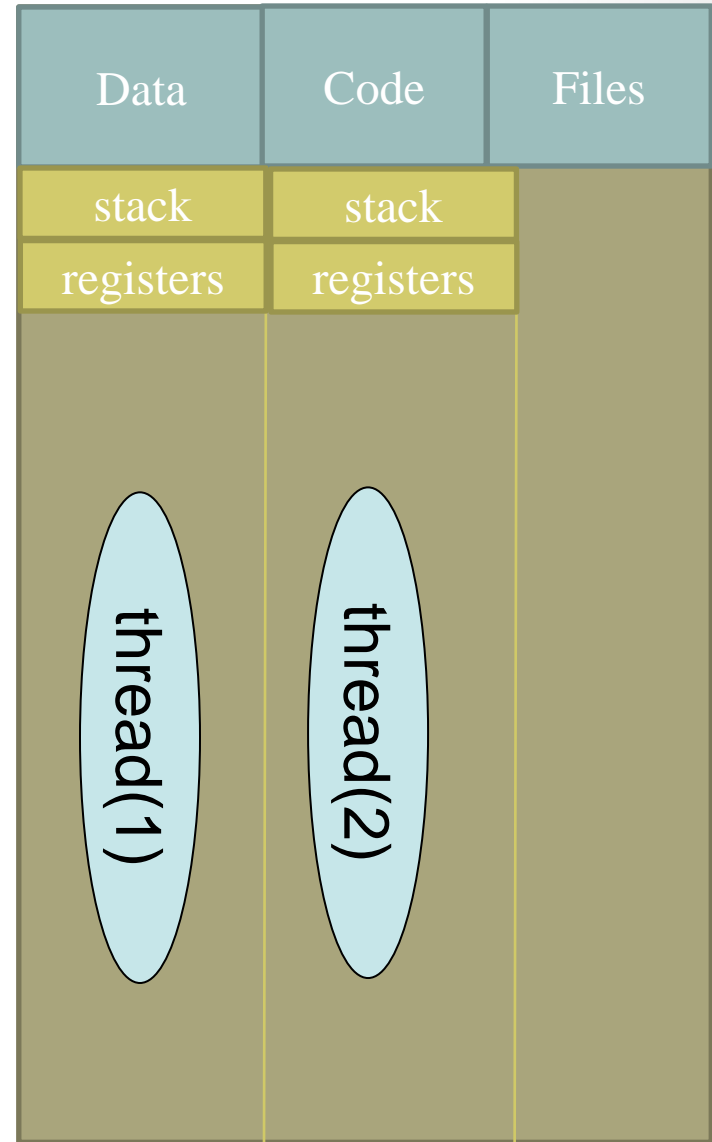 Data Code Files
stack stack
registers registers
thread(1) thread(2)